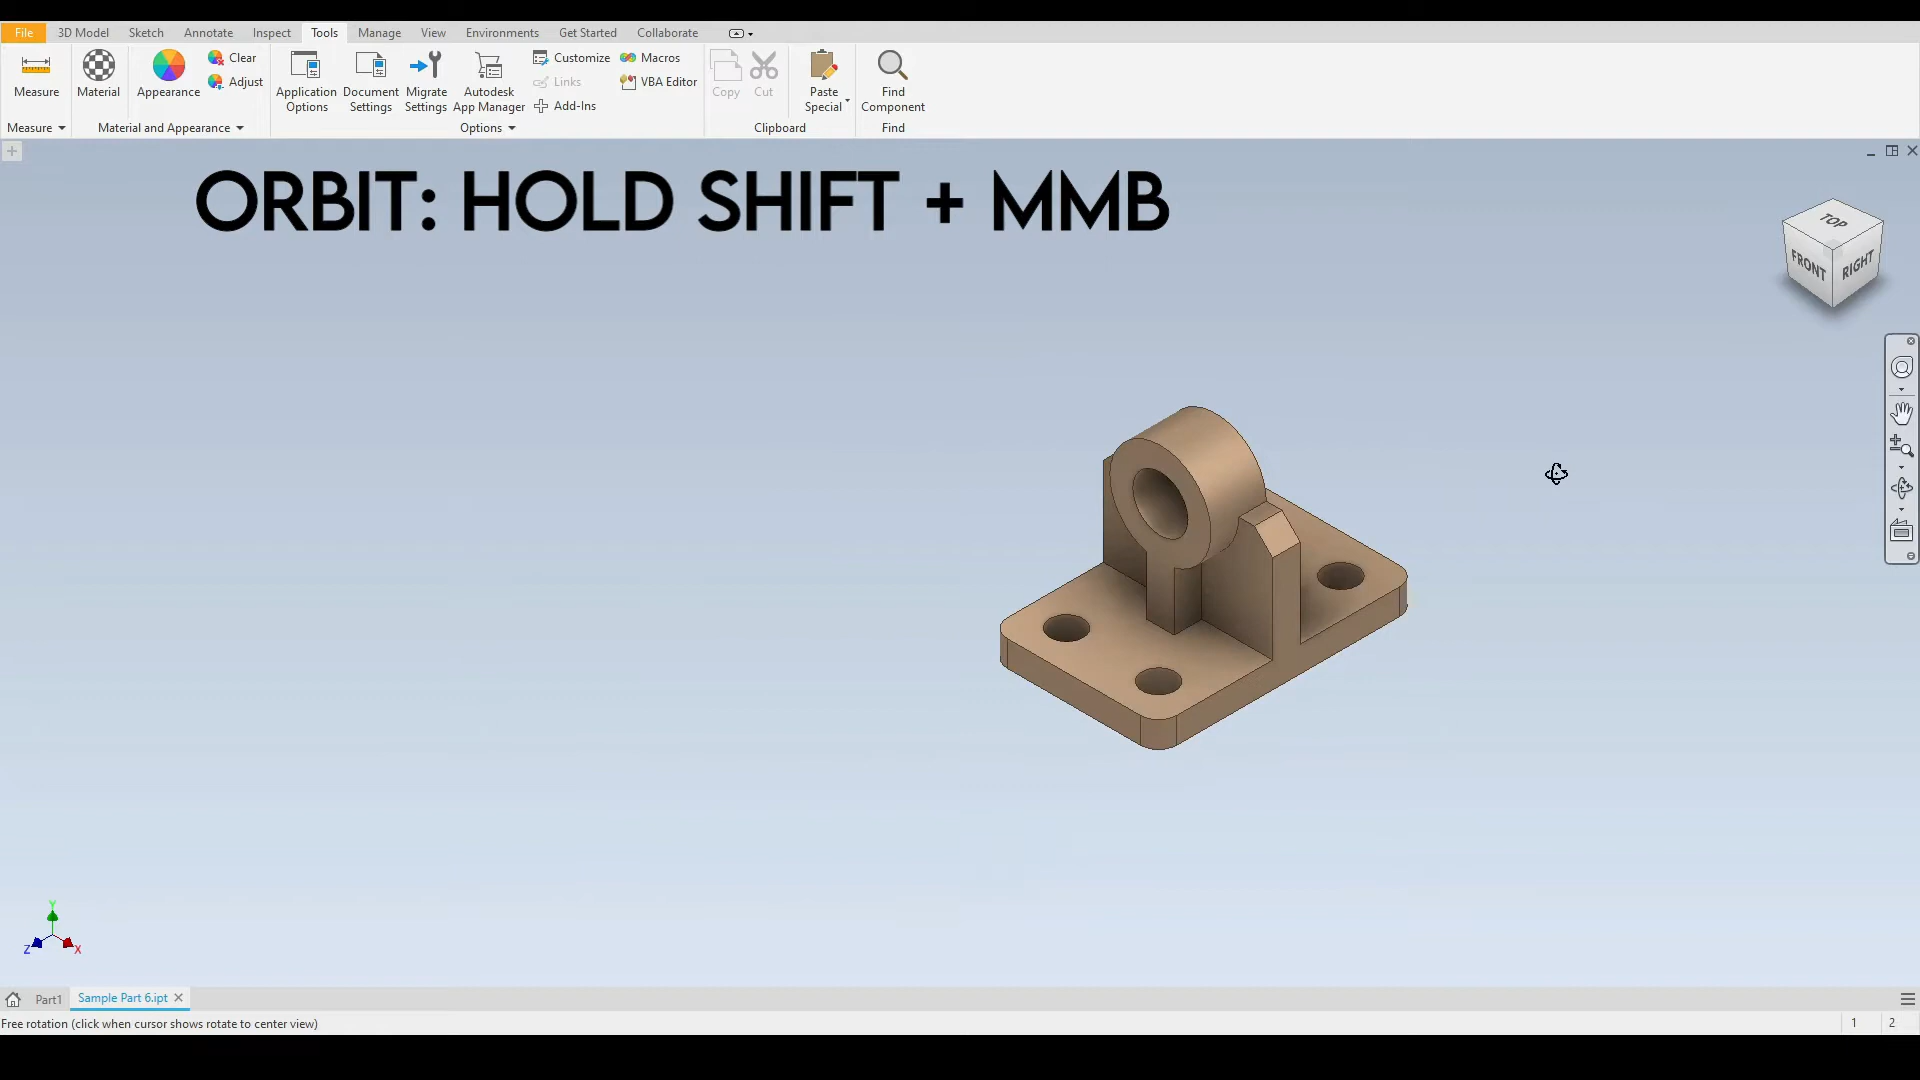 File 3D Model Sketch Annotate Inspect Tools Manage View Environments Get Started Collaborate
Measure
Material
Appearance
Clear
Adjust
Application Options
Document Settings
Migrate Settings
Autodesk App Manager
Customize
Links
Add-Ins
Macros
VBA Editor
Copy
Cut
Paste Special
Find Component
Measure Material and Appearance Options Clipboard Find
ORBIT: HOLD SHIFT + MMB
TOP
FRONT RIGHT
Y
Z X
Part1 Sample Part 6.ipt
Free rotation (click when cursor shows rotate to center view) 1 2